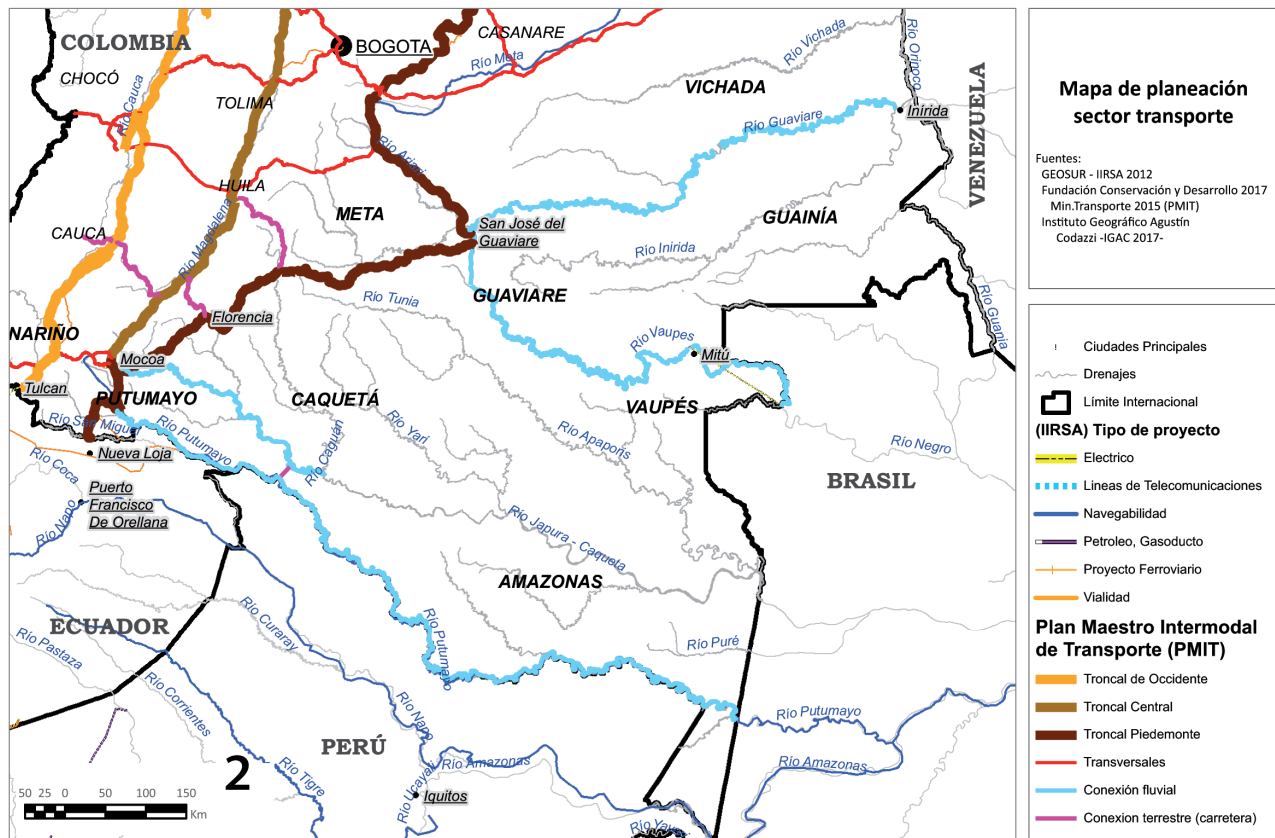 COLOMBIA
BOGOTA
CASANARE
Río Meta
Río Vichada
Río Orinoco
CHOCÓ
Río Cauca
TOLIMA
VICHADA
Río Guaviare
Inírida
VENEZUELA
Río Ariari
HUILA
META
GUAINÍA
San José del
Guaviare
CAUCA
Río Magdalena
Río Inirida
Río Tunia
GUAVIARE
Río Guania
Florencia
NARIÑO
Río Vaupes
Mitú
Mocoa
Tulcan
PUTUMAYO
CAQUETÁ
VAUPÉS
Río San Miguel
Río Putumayo
Río Caguán
Río Yarí
Río Apaporis
Río Negro
Nueva Loja
BRASIL
Río Coca
Puerto
Francisco
De Orellana
Río Napo
Río Japura - Caqueta
AMAZONAS
ECUADOR
Río Curaray
Río Putumayo
Río Puré
Río Pastaza
Río Corrientes
Río Napo
Río Putumayo
PERÚ
2
Río Tigre
Río Amazonas
Río Amazonas
Río Ucayali
Iquitos
Río Yavari
50 25 0 50 100 150
Km
Mapa de planeación
sector transporte
Fuentes:
GEOSUR - IIRSA 2012
Fundación Conservación y Desarrollo 2017
Min.Transporte 2015 (PMIT)
Instituto Geográfico Agustín
Codazzi -IGAC 2017-
Ciudades Principales
Drenajes
Límite Internacional
(IIRSA) Tipo de proyecto
Electrico
Lineas de Telecomunicaciones
Navegabilidad
Petroleo, Gasoducto
Proyecto Ferroviario
Vialidad
Plan Maestro Intermodal
de Transporte (PMIT)
Troncal de Occidente
Troncal Central
Troncal Piedemonte
Transversales
Conexión fluvial
Conexion terrestre (carretera)